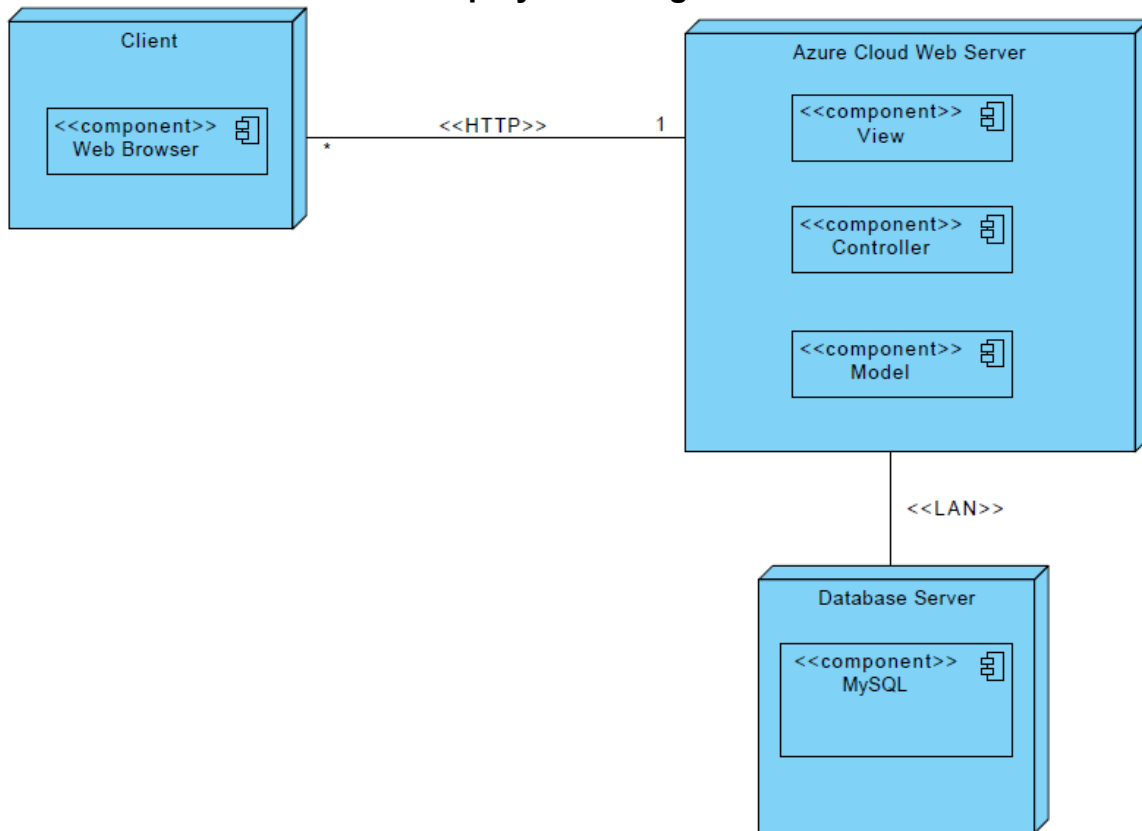 Client
<<component>>
Web Browser
<<HTTP>>
*
1
Azure Cloud Web Server
<<component>>
View
<<component>>
Controller
<<component>>
Model
<<LAN>>
Database Server
<<component>>
MySQL